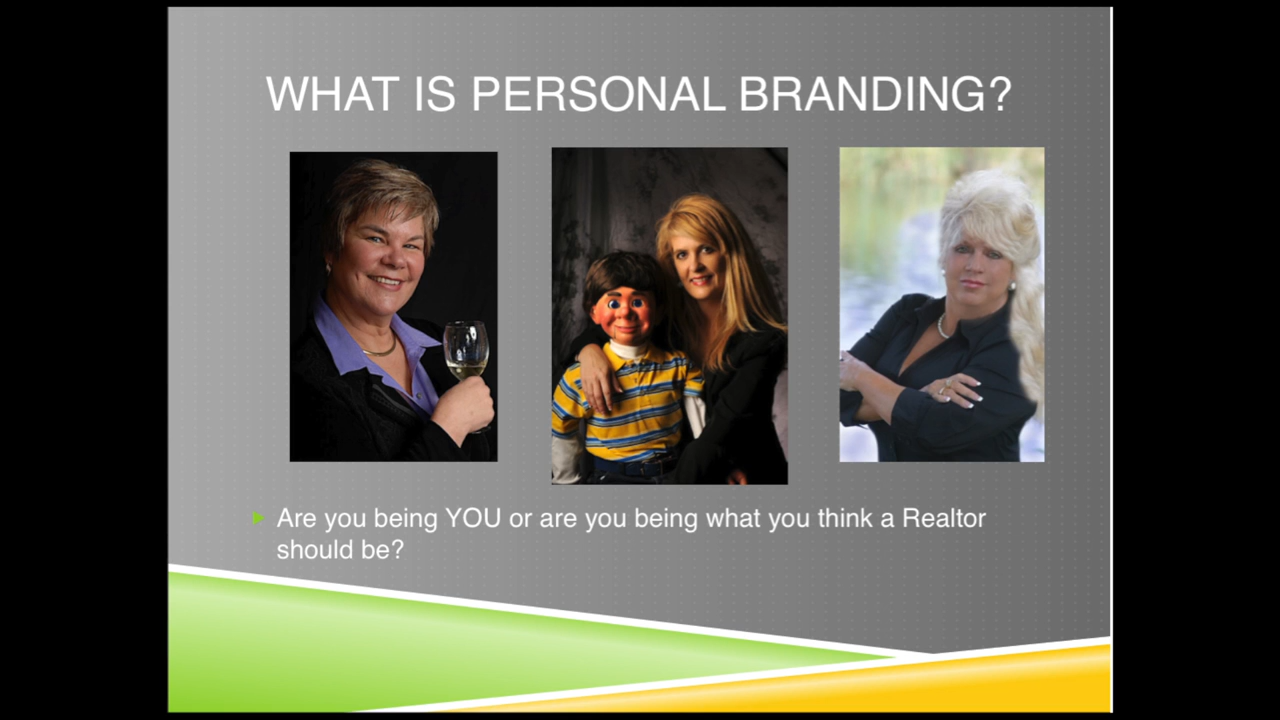 WHAT IS PERSONAL BRANDING?
Are you being YOU or are you being what you think a Realtor
should be?